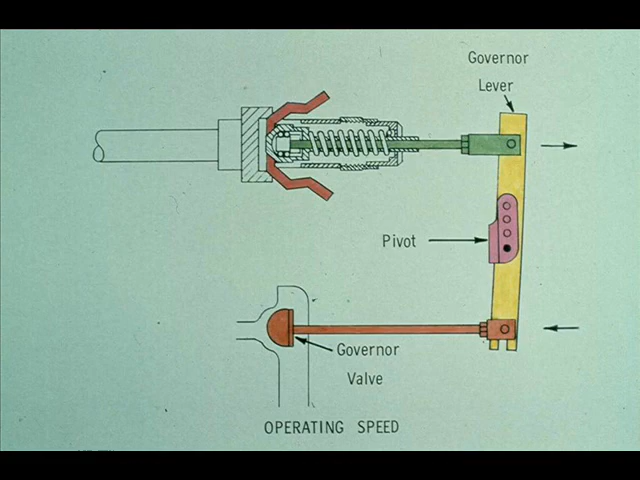 Governor
Lever
Pivot
Governor
Valve
OPERATING SPEED